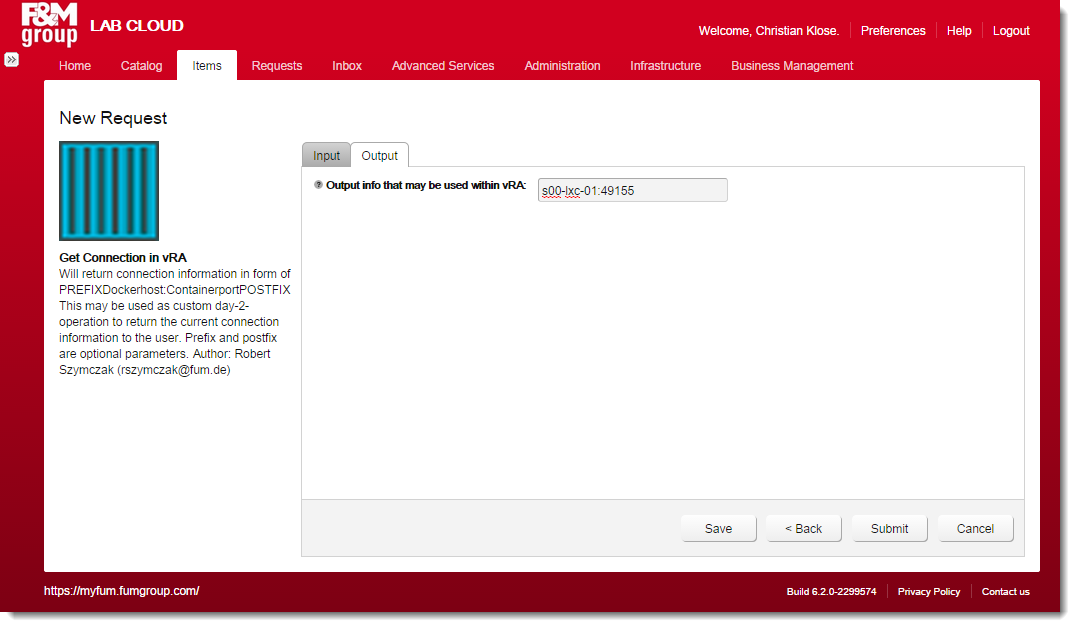 F&M
group
LAB CLOUD
Welcome, Christian Klose.
Preferences
Help
Logout
Home
Catalog
Items
Requests
Inbox
Advanced Services
Administration
Infrastructure
Business Management
New Request
Get Connection in vRA
Will return connection information in form of
PREFIXDockerhost:ContainerportPOSTFIX
This may be used as custom day-2-
operation to return the current connection
information to the user. Prefix and postfix
are optional parameters. Author: Robert
Szymczak (rszymczak@fum.de)
Input
Output
Output info that may be used within vRA:
s00-lxc-01:49155
Save
< Back
Submit
Cancel
https://myfum.fumgroup.com/
Build 6.2.0-2299574
Privacy Policy
Contact us